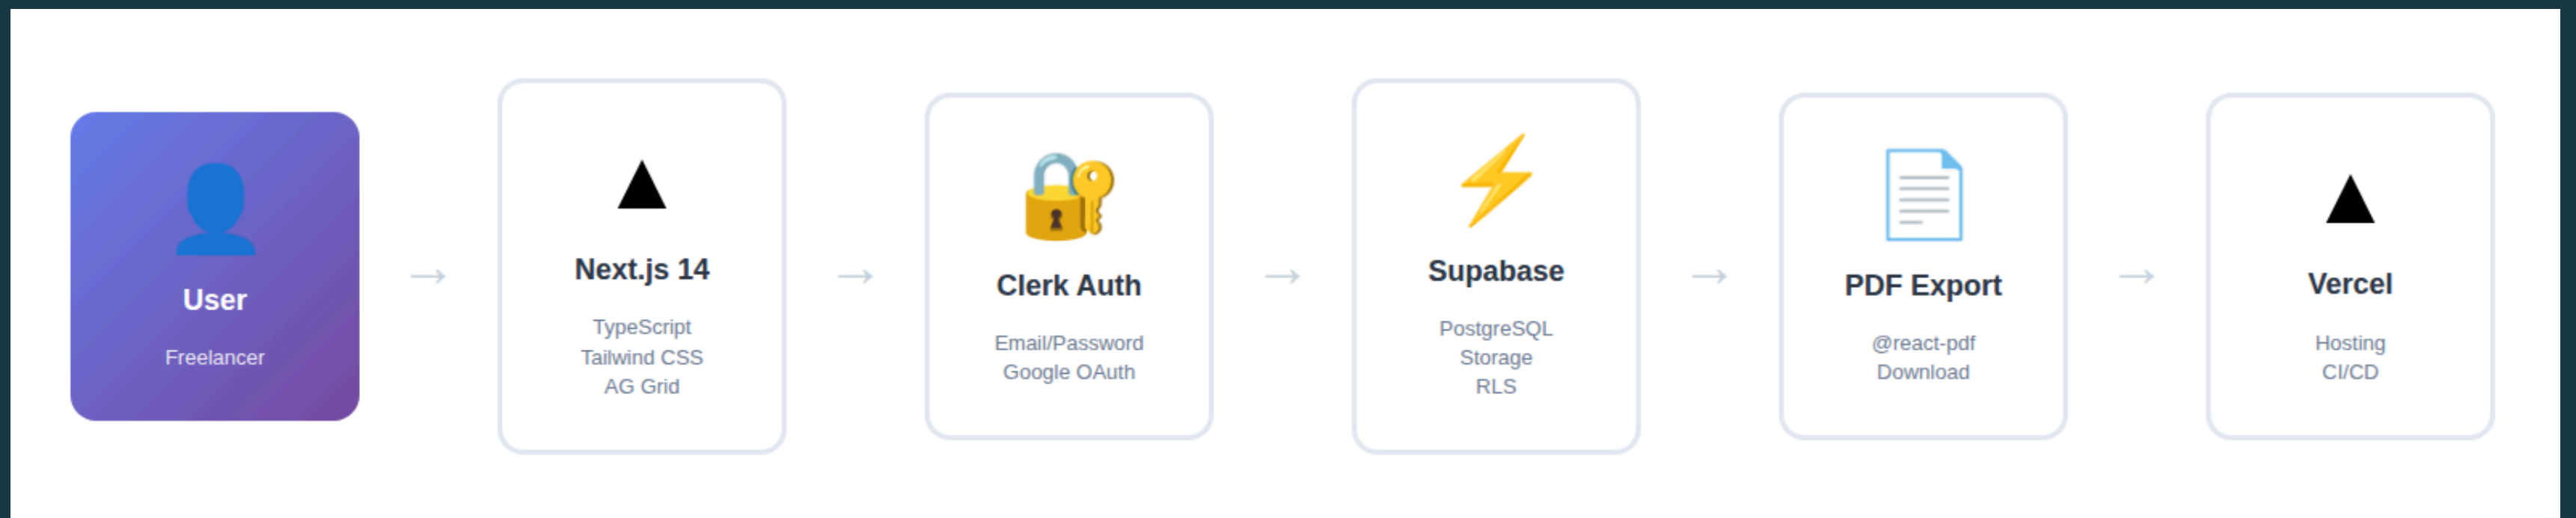 User
Freelancer
→
Next.js 14
TypeScript
Tailwind CSS
AG Grid
→
Clerk Auth
Email/Password
Google OAuth
→
Supabase
PostgreSQL
Storage
RLS
→
PDF Export
@react-pdf
Download
→
Vercel
Hosting
CI/CD